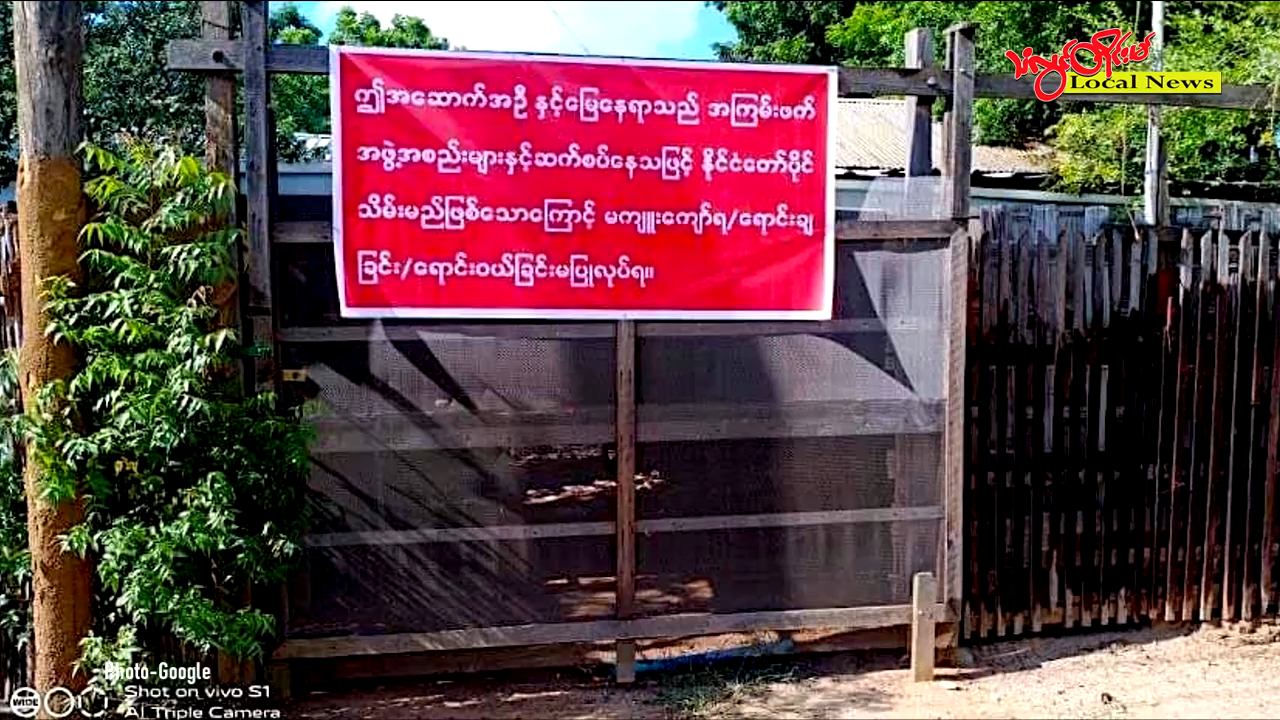 ဤအဆောက်အဦ နှင့်မြေနေရာသည် အကြမ်းဖက်
အဖွဲ့အစည်းများနှင့်ဆက်စပ်နေသဖြင့် နိုင်ငံတော်ပိုင်
သိမ်းမည်ဖြစ်သောကြောင့် မကျူးကျော်ရ/ရောင်းချ
ခြင်း/ရောင်းဝယ်ခြင်းမပြုလုပ်ရ။
Local News
Photo-Google
WIDE
Shot on vivo S1
AI Triple Camera